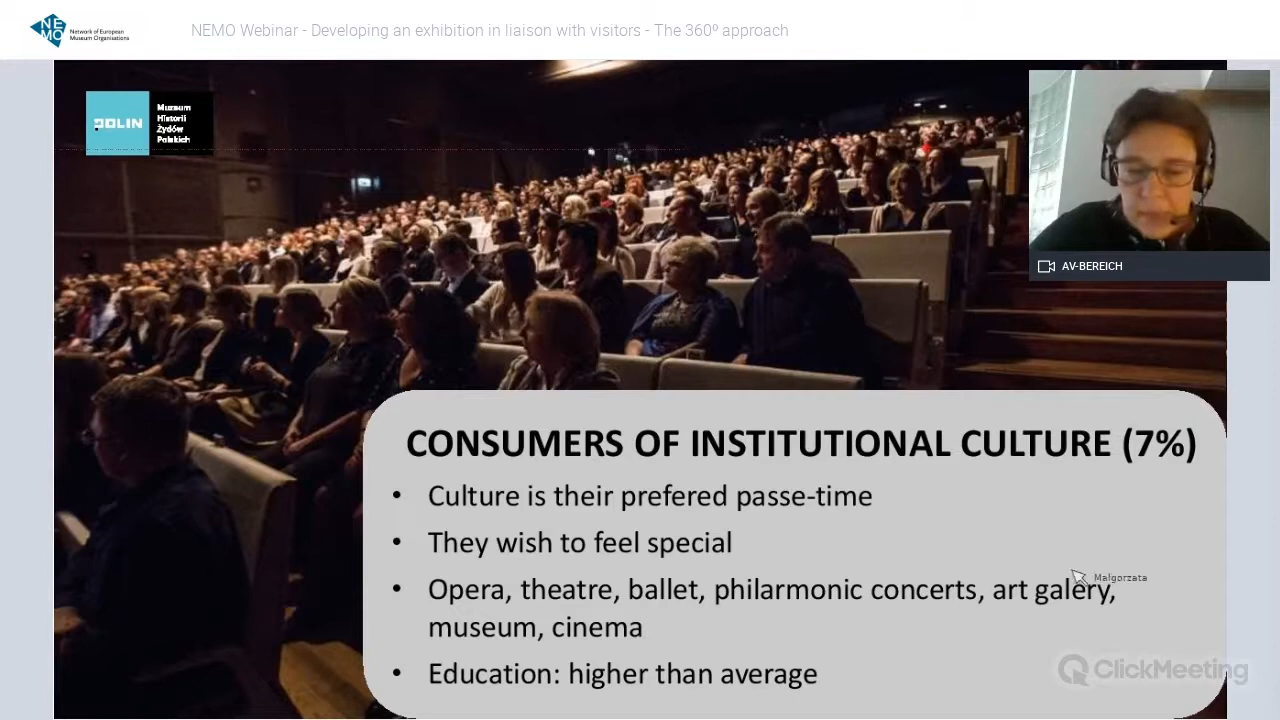 NEMO
Network of European
Museum Organisations
NEMO Webinar - Developing an exhibition in liaison with visitors - The 360º approach
POLIN
Muzeum
Historii
Żydów
Polskich
AV-BEREICH
CONSUMERS OF INSTITUTIONAL CULTURE (7%)
• Culture is their prefered passe-time
• They wish to feel special
• Opera, theatre, ballet, philarmonic concerts, art galery,
museum, cinema
• Education: higher than average
Malgorzata
ClickMeeting